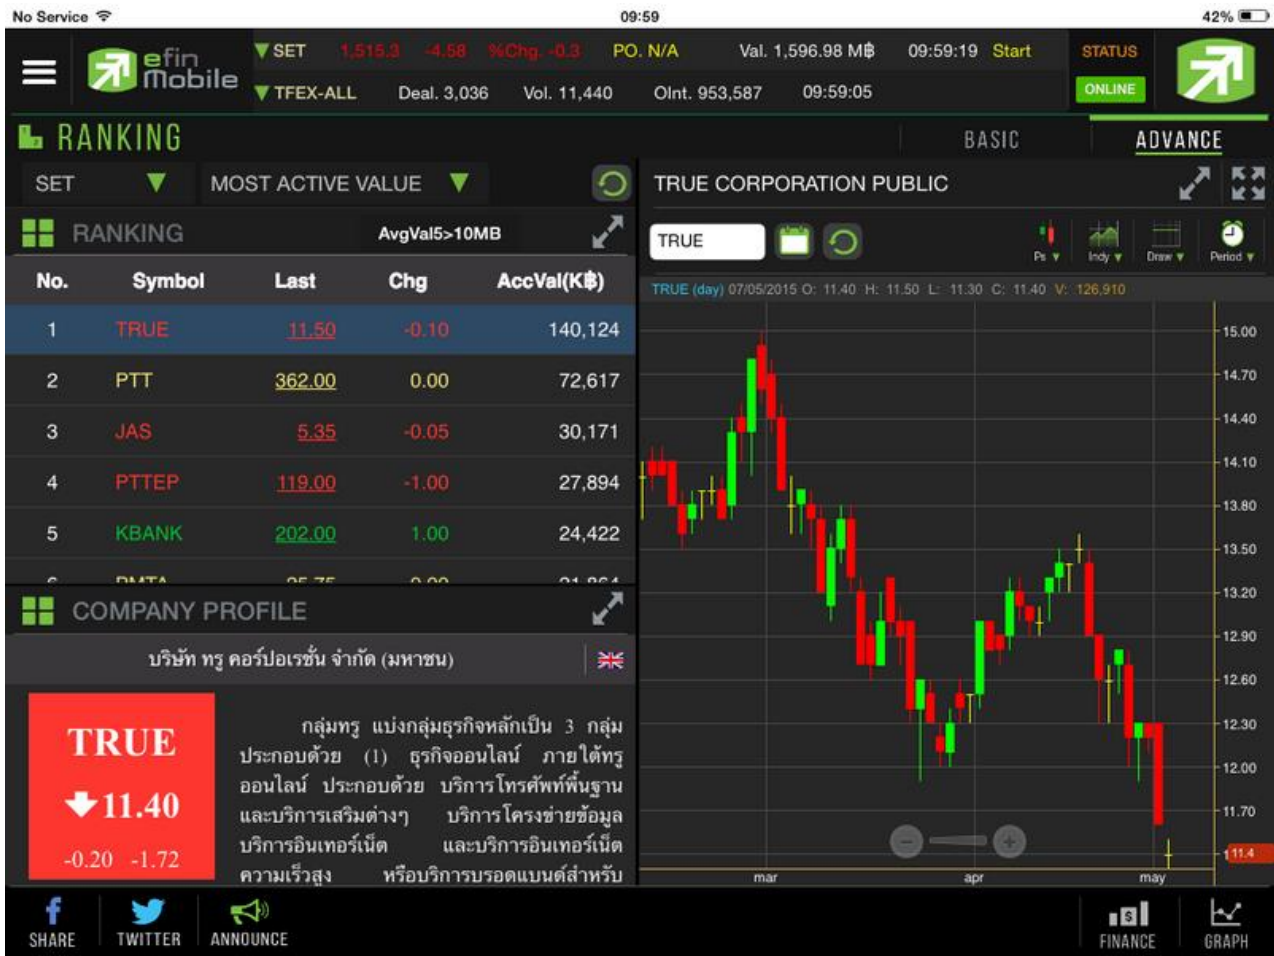 No Service 09:59 42%
efin Mobile
SET 1,515.3 -4.58 %Chg. -0.3 PO. N/A Val. 1,596.98 M฿ 09:59:19 Start
TFEX-ALL Deal. 3,036 Vol. 11,440 OInt. 953,587 09:59:05
STATUS
ONLINE
RANKING
BASIC ADVANCE
SET MOST ACTIVE VALUE
RANKING AvgVal5>10MB
No. Symbol Last Chg AccVal(K฿)
1 TRUE 11.50 -0.10 140,124
2 PTT 362.00 0.00 72,617
3 JAS 5.35 -0.05 30,171
4 PTTEP 119.00 -1.00 27,894
5 KBANK 202.00 1.00 24,422
COMPANY PROFILE
บริษัท ทรู คอร์ปอเรชั่น จำกัด (มหาชน)
TRUE
11.40
-0.20 -1.72
กลุ่มทรู แบ่งกลุ่มธุรกิจหลักเป็น 3 กลุ่ม
ประกอบด้วย (1) ธุรกิจออนไลน์ ภายใต้ทรู
ออนไลน์ ประกอบด้วย บริการโทรศัพท์พื้นฐาน
และบริการเสริมต่างๆ บริการโครงข่ายข้อมูล
บริการอินเทอร์เน็ต และบริการอินเทอร์เน็ต
ความเร็วสูง หรือบริการบรอดแบนด์สำหรับ
TRUE CORPORATION PUBLIC
TRUE
Ps Indy Draw Period
TRUE (day) 07/05/2015 O: 11.40 H: 11.50 L: 11.30 C: 11.40 V: 126,910
15.00
14.70
14.40
14.10
13.80
13.50
13.20
12.90
12.60
12.30
12.00
11.70
11.4
mar apr may
SHARE TWITTER ANNOUNCE FINANCE GRAPH